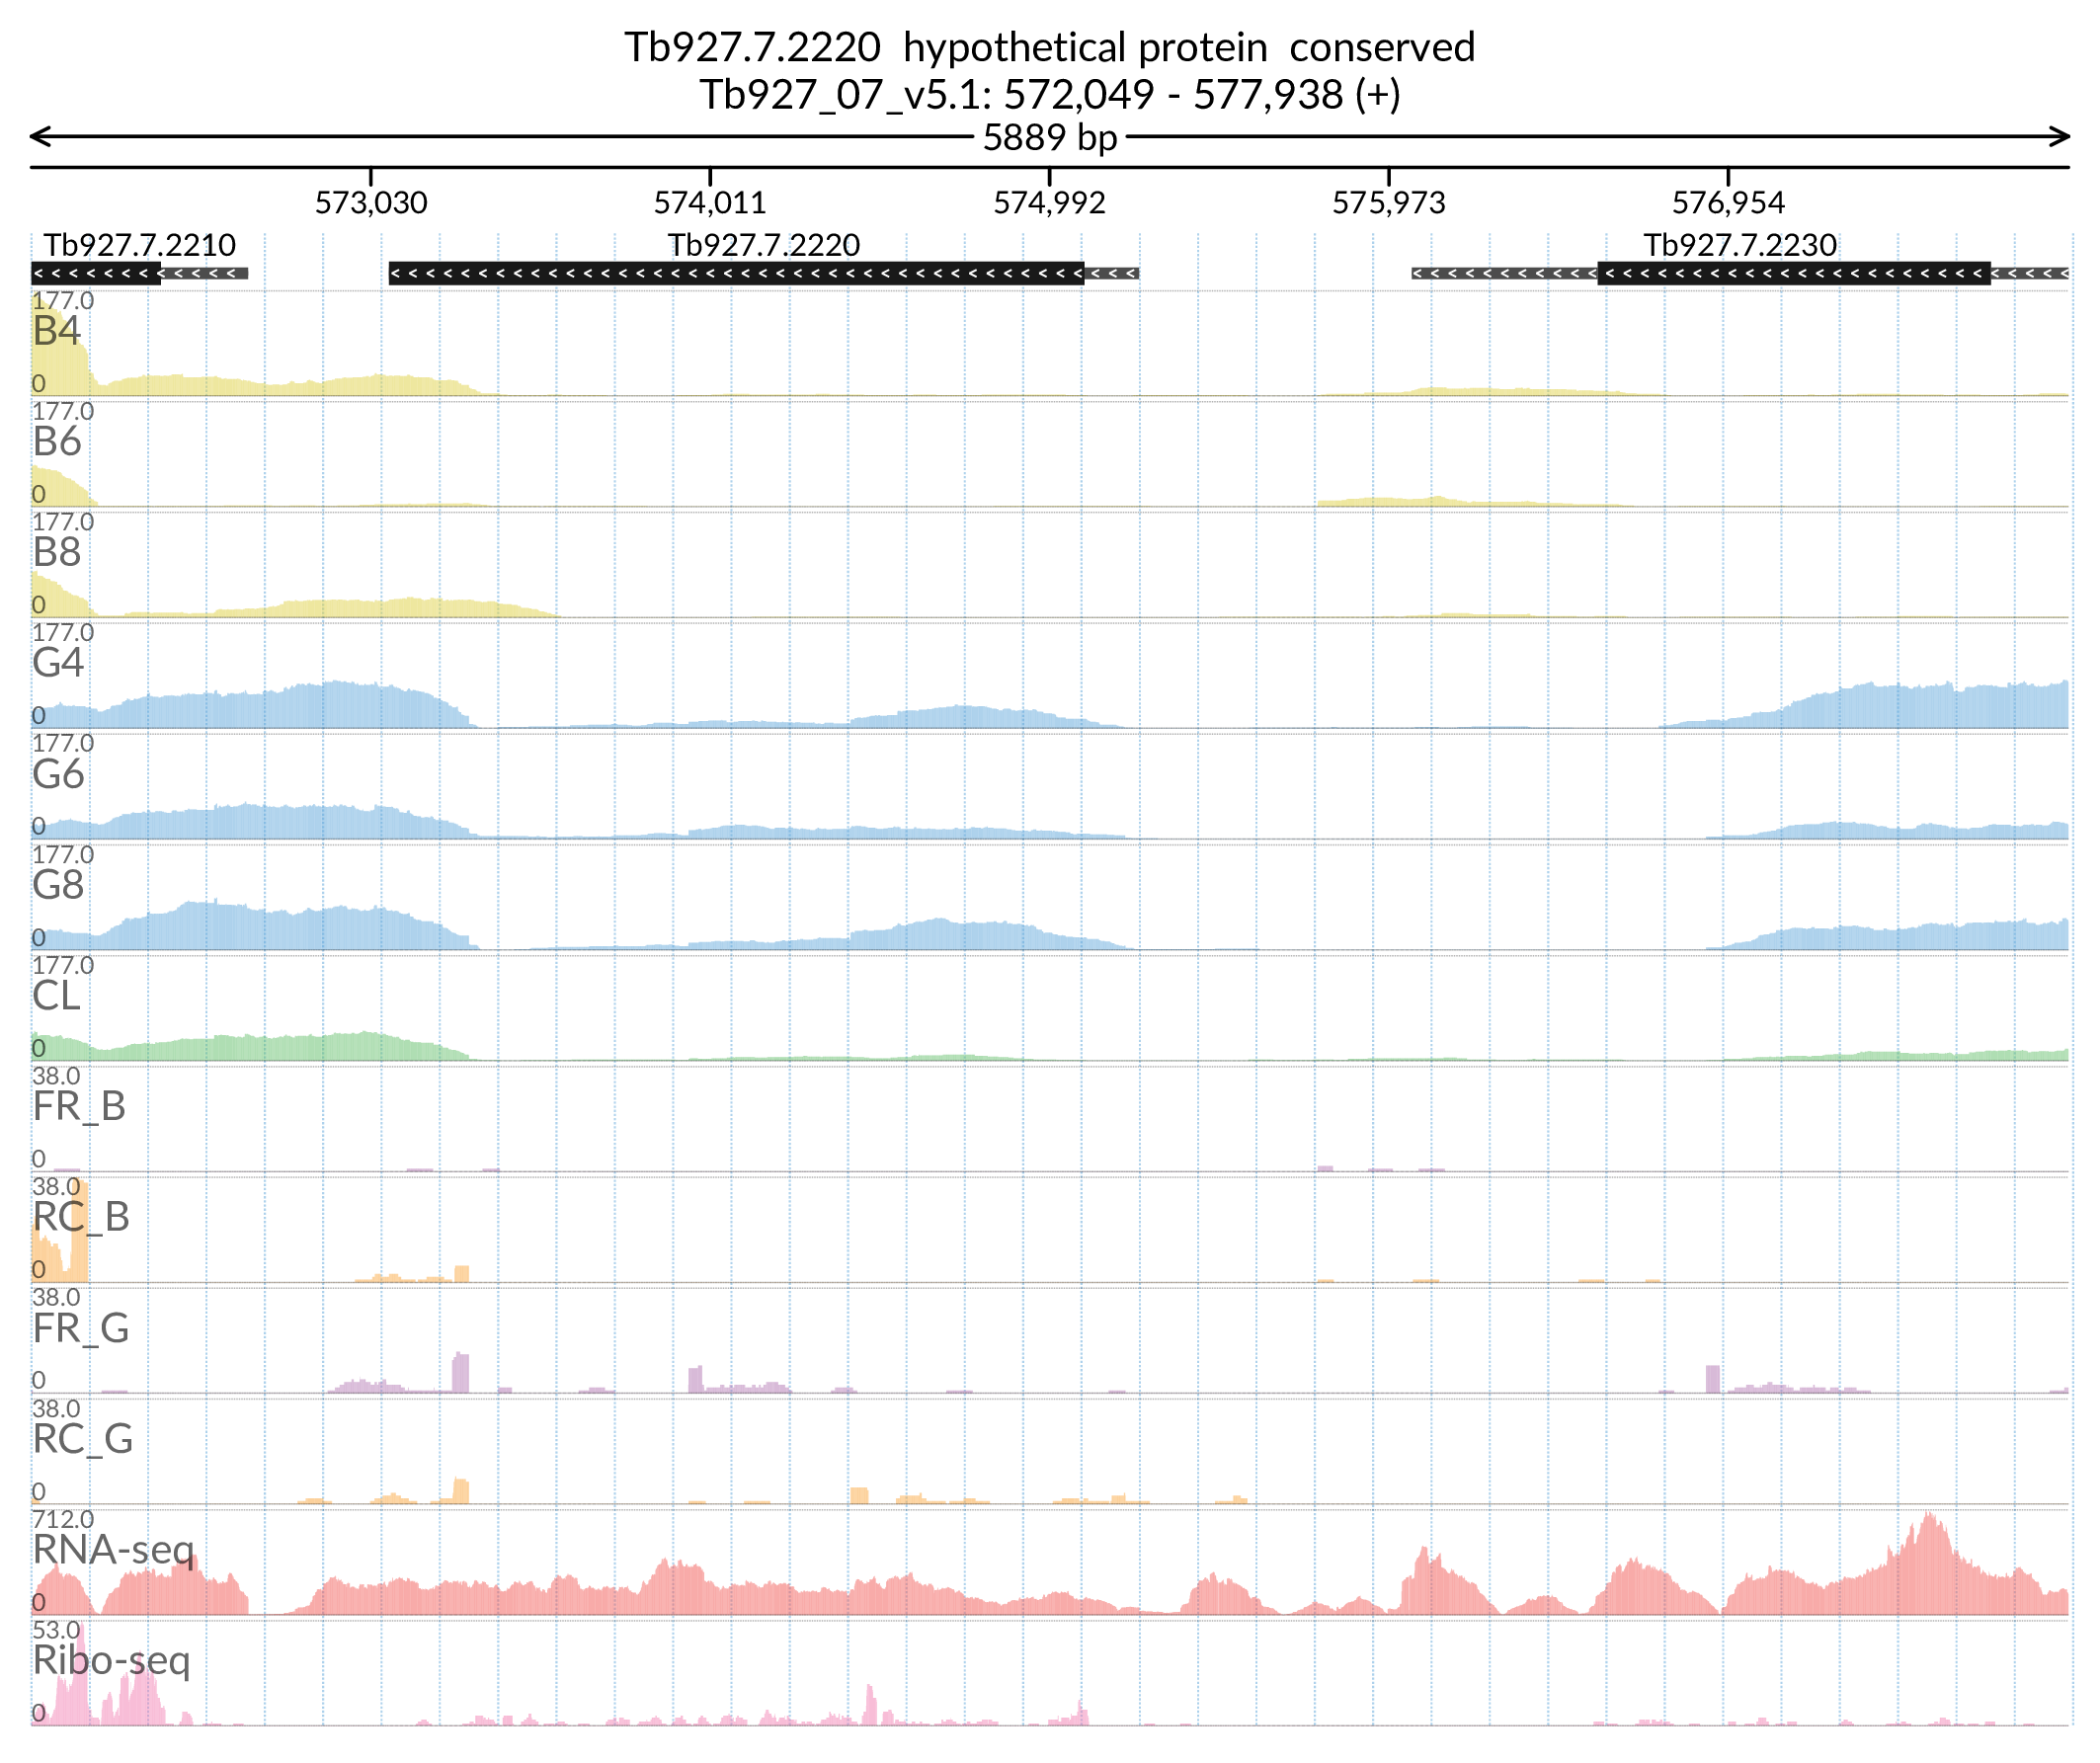 Tb927.7.2220  hypothetical protein  conserved
Tb927_07_v5.1: 572,049 - 577,938 (+)
5889 bp
573,030 574,011 574,992 575,973 576,954
Tb927.7.2210 Tb927.7.2220 Tb927.7.2230
177.0
B4
0
177.0
B6
0
177.0
B8
0
177.0
G4
0
177.0
G6
0
177.0
G8
0
177.0
CL
0
38.0
FR_B
0
38.0
RC_B
0
38.0
FR_G
0
38.0
RC_G
0
712.0
RNA-seq
0
53.0
Ribo-seq
0